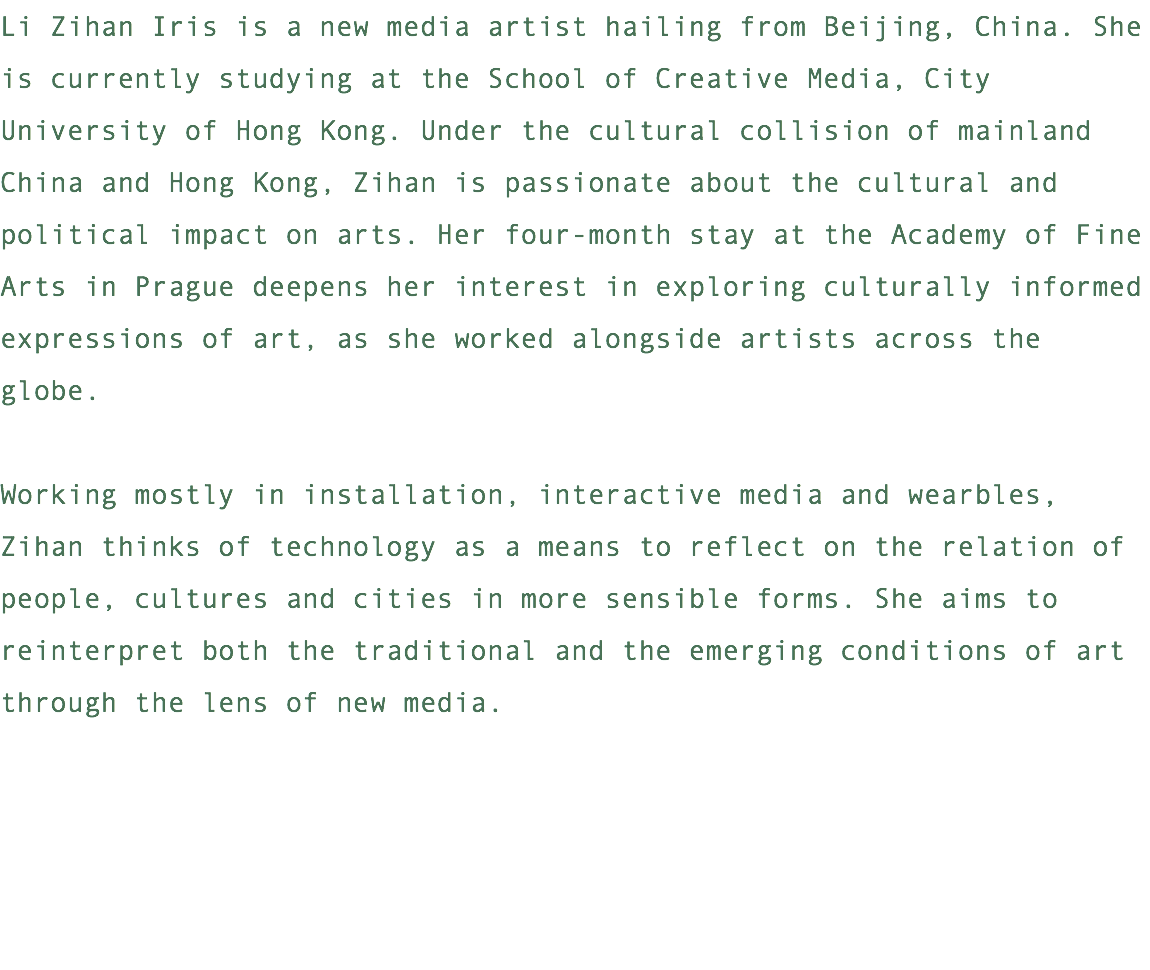 Li Zihan Iris is a new media artist hailing from Beijing, China. She
is currently studying at the School of Creative Media, City
University of Hong Kong. Under the cultural collision of mainland
China and Hong Kong, Zihan is passionate about the cultural and
political impact on arts. Her four-month stay at the Academy of Fine
Arts in Prague deepens her interest in exploring culturally informed
expressions of art, as she worked alongside artists across the
globe.
Working mostly in installation, interactive media and wearbles,
Zihan thinks of technology as a means to reflect on the relation of
people, cultures and cities in more sensible forms. She aims to
reinterpret both the traditional and the emerging conditions of art
through the lens of new media.